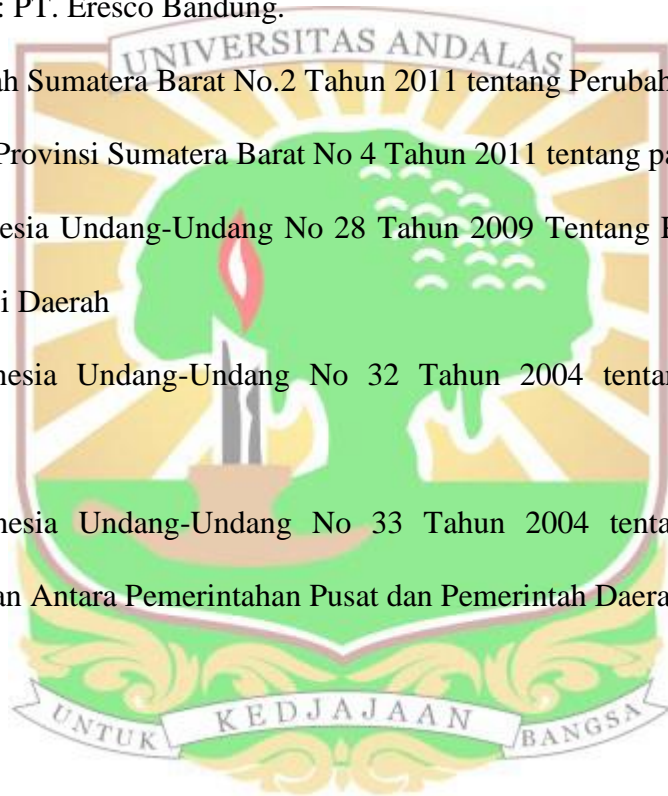 : PT. Eresco Bandung.
UNIVERSITAS ANDALAS
ah Sumatera Barat No.2 Tahun 2011 tentang Perubah
Provinsi Sumatera Barat No 4 Tahun 2011 tentang pa
esia Undang-Undang No 28 Tahun 2009 Tentang
i Daerah
nesia Undang-Undang No 32 Tahun 2004 tentan
nesia Undang-Undang No 33 Tahun 2004 tenta
an Antara Pemerintahan Pusat dan Pemerintah Daera
UNTUK KEDJAJAAN BANGSA